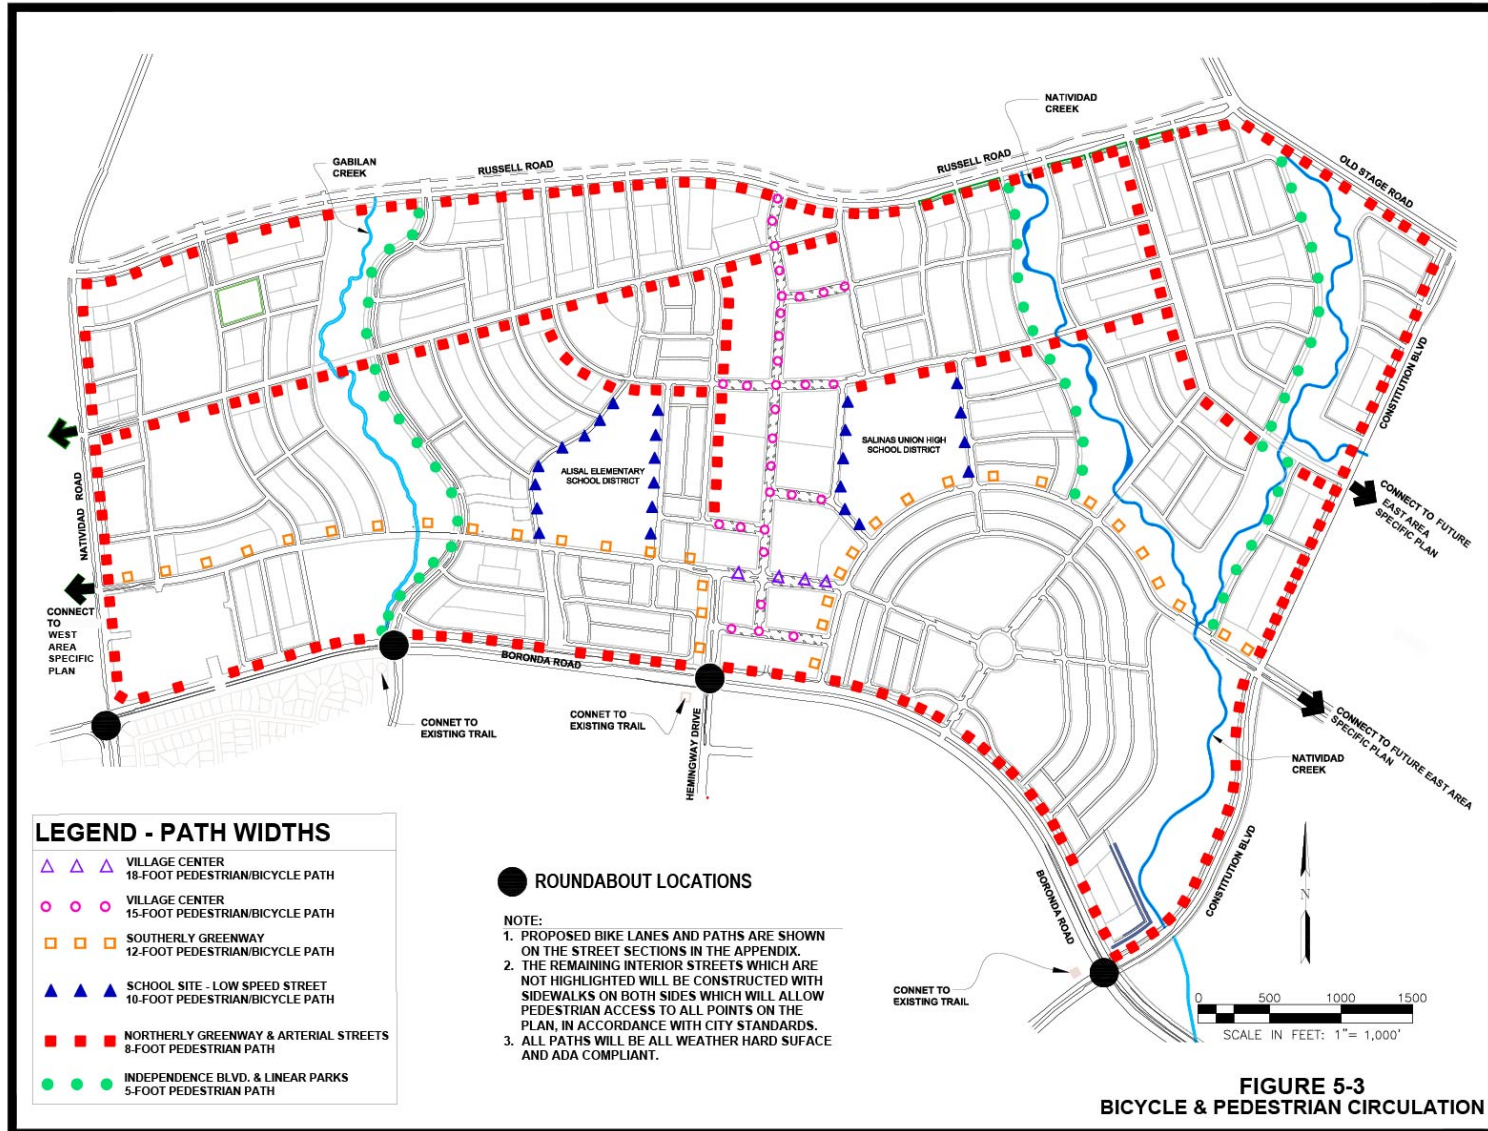 NATIVIDAD
CREEK
GABILAN
CREEK
RUSSELL ROAD
RUSSELL ROAD
OLD STAGE ROAD
CONSTITUTION BLVD
NATIVIDAD ROAD
ALISAL ELEMENTARY
SCHOOL DISTRICT
SALINAS UNION HIGH
SCHOOL DISTRICT
CONNECT TO FUTURE
EAST AREA
SPECIFIC PLAN
CONNECT
TO
WEST
AREA
SPECIFIC
PLAN
BORONDA ROAD
CONNET TO
EXISTING TRAIL
CONNET TO
EXISTING TRAIL
HEMINGWAY DRIVE
CONNECT TO FUTURE EAST AREA
SPECIFIC PLAN
NATIVIDAD
CREEK
CONSTITUTION BLVD
BORONDA ROAD
CONNET TO
EXISTING TRAIL
LEGEND - PATH WIDTHS
VILLAGE CENTER
18-FOOT PEDESTRIAN/BICYCLE PATH
VILLAGE CENTER
15-FOOT PEDESTRIAN/BICYCLE PATH
SOUTHERLY GREENWAY
12-FOOT PEDESTRIAN/BICYCLE PATH
SCHOOL SITE - LOW SPEED STREET
10-FOOT PEDESTRIAN/BICYCLE PATH
NORTHERLY GREENWAY & ARTERIAL STREETS
8-FOOT PEDESTRIAN PATH
INDEPENDENCE BLVD. & LINEAR PARKS
5-FOOT PEDESTRIAN PATH
ROUNDABOUT LOCATIONS
NOTE:
1. PROPOSED BIKE LANES AND PATHS ARE SHOWN
ON THE STREET SECTIONS IN THE APPENDIX.
2. THE REMAINING INTERIOR STREETS WHICH ARE
NOT HIGHLIGHTED WILL BE CONSTRUCTED WITH
SIDEWALKS ON BOTH SIDES WHICH WILL ALLOW
PEDESTRIAN ACCESS TO ALL POINTS ON THE
PLAN, IN ACCORDANCE WITH CITY STANDARDS.
3. ALL PATHS WILL BE ALL WEATHER HARD SUFACE
AND ADA COMPLIANT.
N
0 500 1000 1500
SCALE IN FEET: 1"= 1,000'
FIGURE 5-3
BICYCLE & PEDESTRIAN CIRCULATION